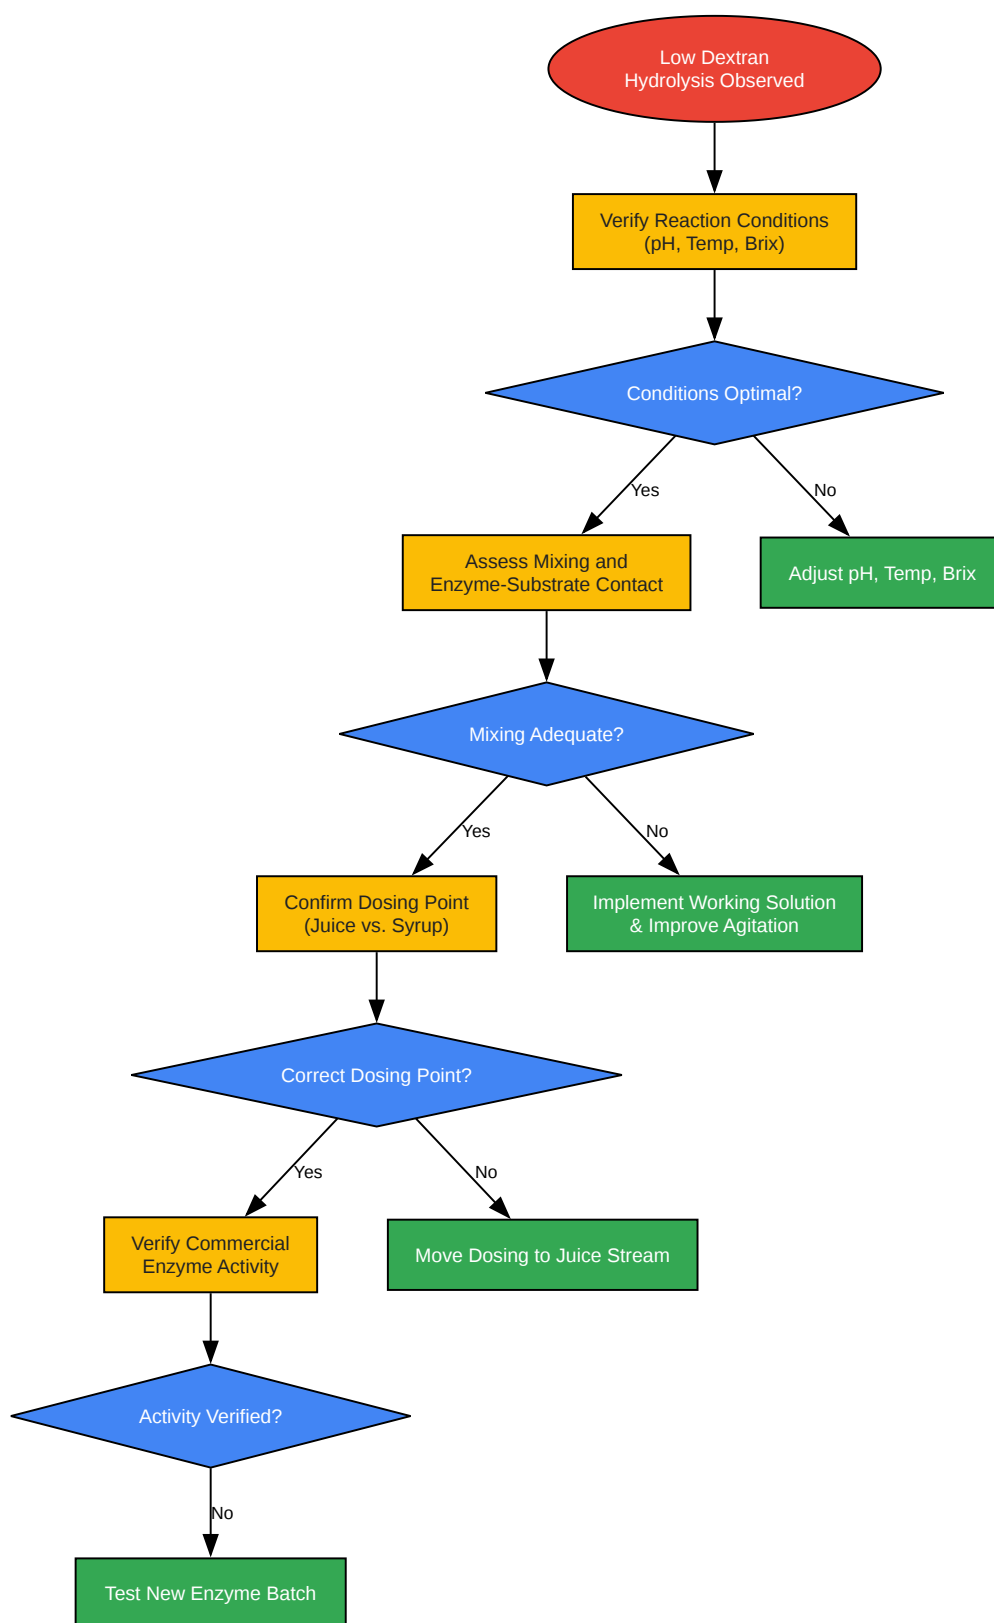 Low Dextran
Hydrolysis Observed
Verify Reaction Conditions
(pH, Temp, Brix)
Conditions Optimal?
Yes
No
Assess Mixing and
Enzyme-Substrate Contact
Adjust pH, Temp, Brix
Mixing Adequate?
Yes
No
Confirm Dosing Point
(Juice vs. Syrup)
Implement Working Solution
& Improve Agitation
Correct Dosing Point?
Yes
No
Verify Commercial
Enzyme Activity
Move Dosing to Juice Stream
Activity Verified?
No
Test New Enzyme Batch